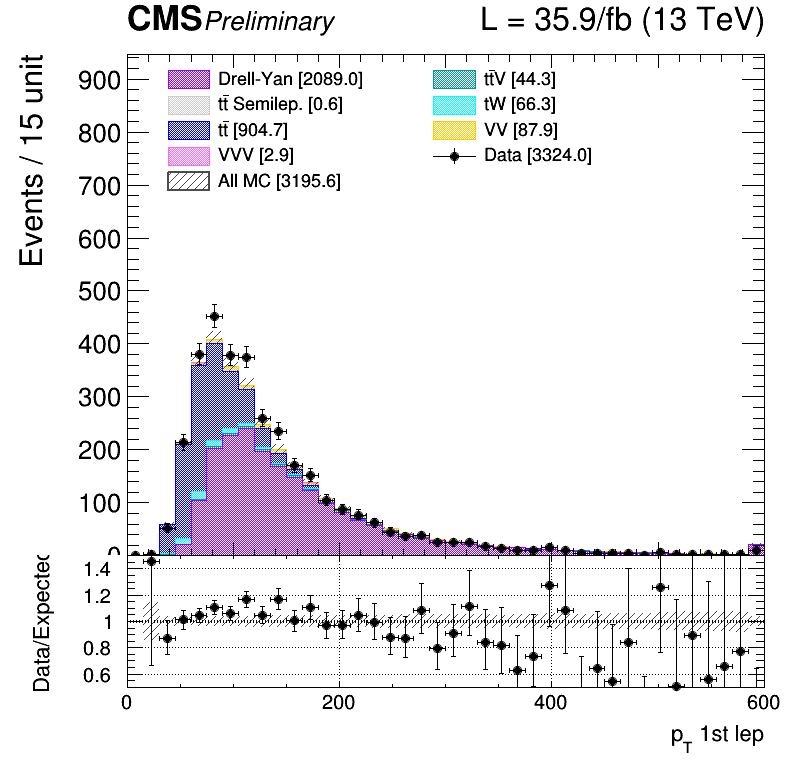 CMS Preliminary L = 35.9/fb (13 TeV)
Events / 15 unit
900
800
700
600
500
400
300
200
100
0
Drell-Yan [2089.0]
tt̄ Semilep. [0.6]
tt̄ [904.7]
VVV [2.9]
All MC [3195.6]
tt̄V [44.3]
tW [66.3]
VV [87.9]
Data [3324.0]
Data/Expected
1.4
1.2
1
0.8
0.6
0 200 400 600
p_T 1st lep